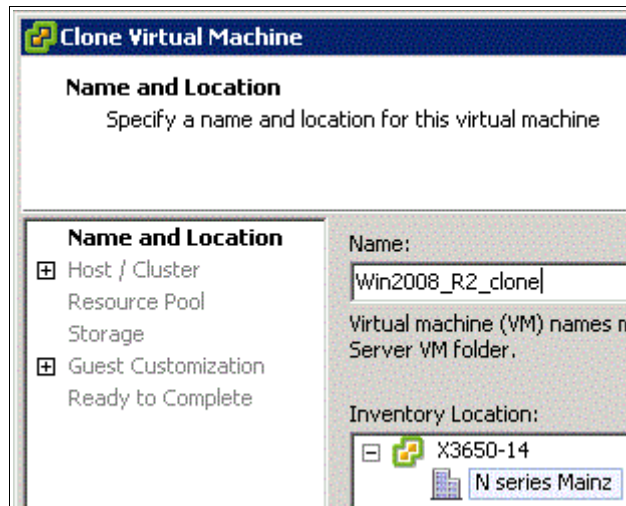 Clone Virtual Machine
Name and Location
Specify a name and location for this virtual machine
Name and Location
Host / Cluster
Resource Pool
Storage
Guest Customization
Ready to Complete
Name:
Win2008_R2_clone
Virtual machine (VM) names
Server VM folder.
Inventory Location:
X3650-14
N series Mainz